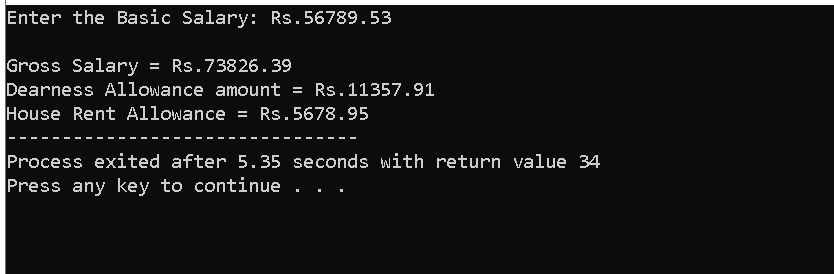 Enter the Basic Salary: Rs.56789.53
Gross Salary = Rs.73826.39
Dearness Allowance amount = Rs.11357.91
House Rent Allowance = Rs.5678.95
--------------------------------
Process exited after 5.35 seconds with return value 34
Press any key to continue . . .